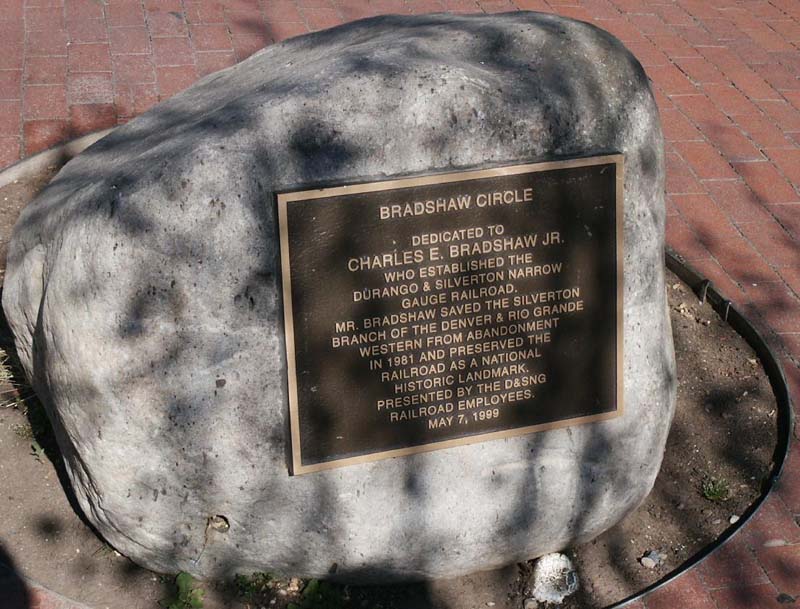 BRADSHAW CIRCLE
DEDICATED TO
CHARLES E. BRADSHAW JR.
WHO ESTABLISHED THE
DURANGO & SILVERTON NARROW
GAUGE RAILROAD.
MR. BRADSHAW SAVED THE SILVERTON
BRANCH OF THE DENVER & RIO GRANDE
WESTERN FROM ABANDONMENT
IN 1981 AND PRESERVED THE
RAILROAD AS A NATIONAL
HISTORIC LANDMARK.
PRESENTED BY THE D&SNG
RAILROAD EMPLOYEES.
MAY 7, 1999